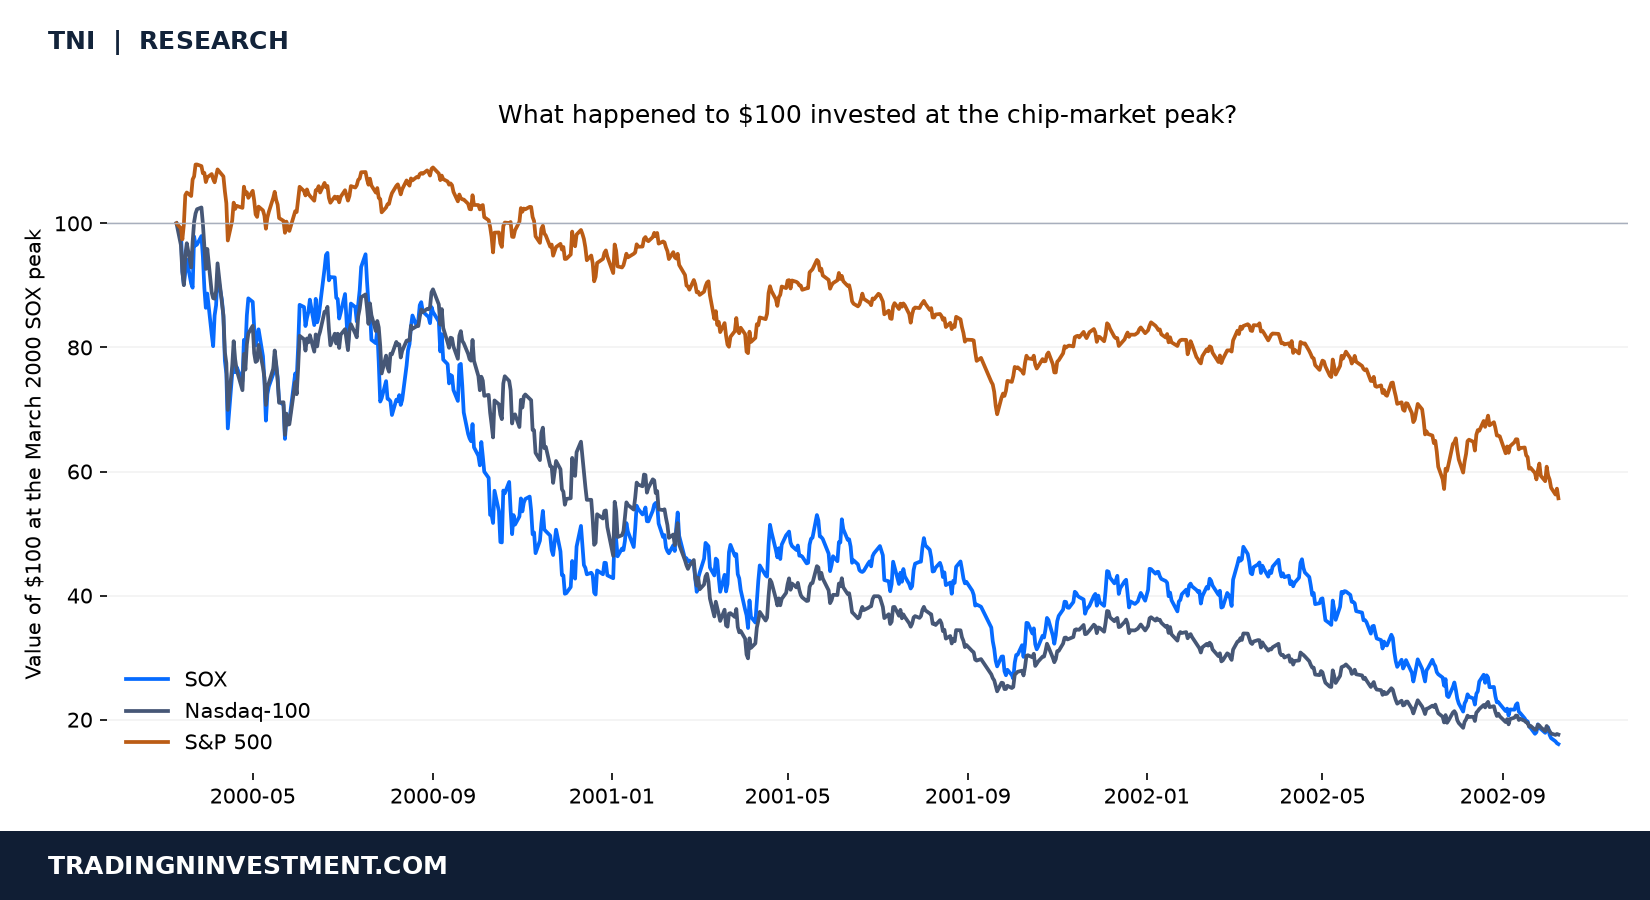 TNI | RESEARCH
What happened to $100 invested at the chip-market peak?
Value of $100 at the March 2000 SOX peak
100
80
60
40
20
SOX
Nasdaq-100
S&P 500
2000-05
2000-09
2001-01
2001-05
2001-09
2002-01
2002-05
2002-09
TRADINGNINVESTMENT.COM